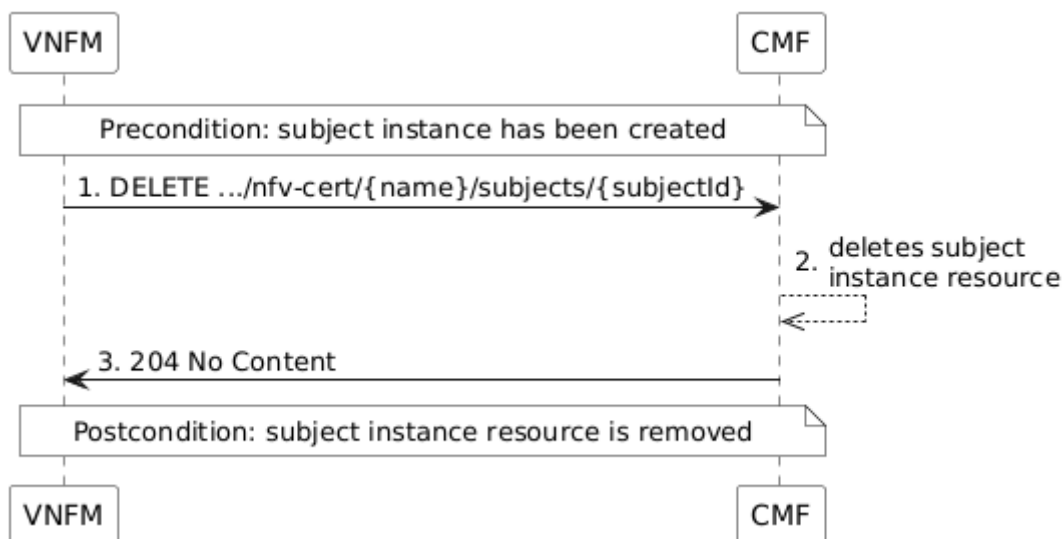 VNFM CMF
Precondition: subject instance has been created
1. DELETE .../nfv-cert/{name}/subjects/{subjectId}
2. deletes subject
instance resource
3. 204 No Content
Postcondition: subject instance resource is removed
VNFM CMF